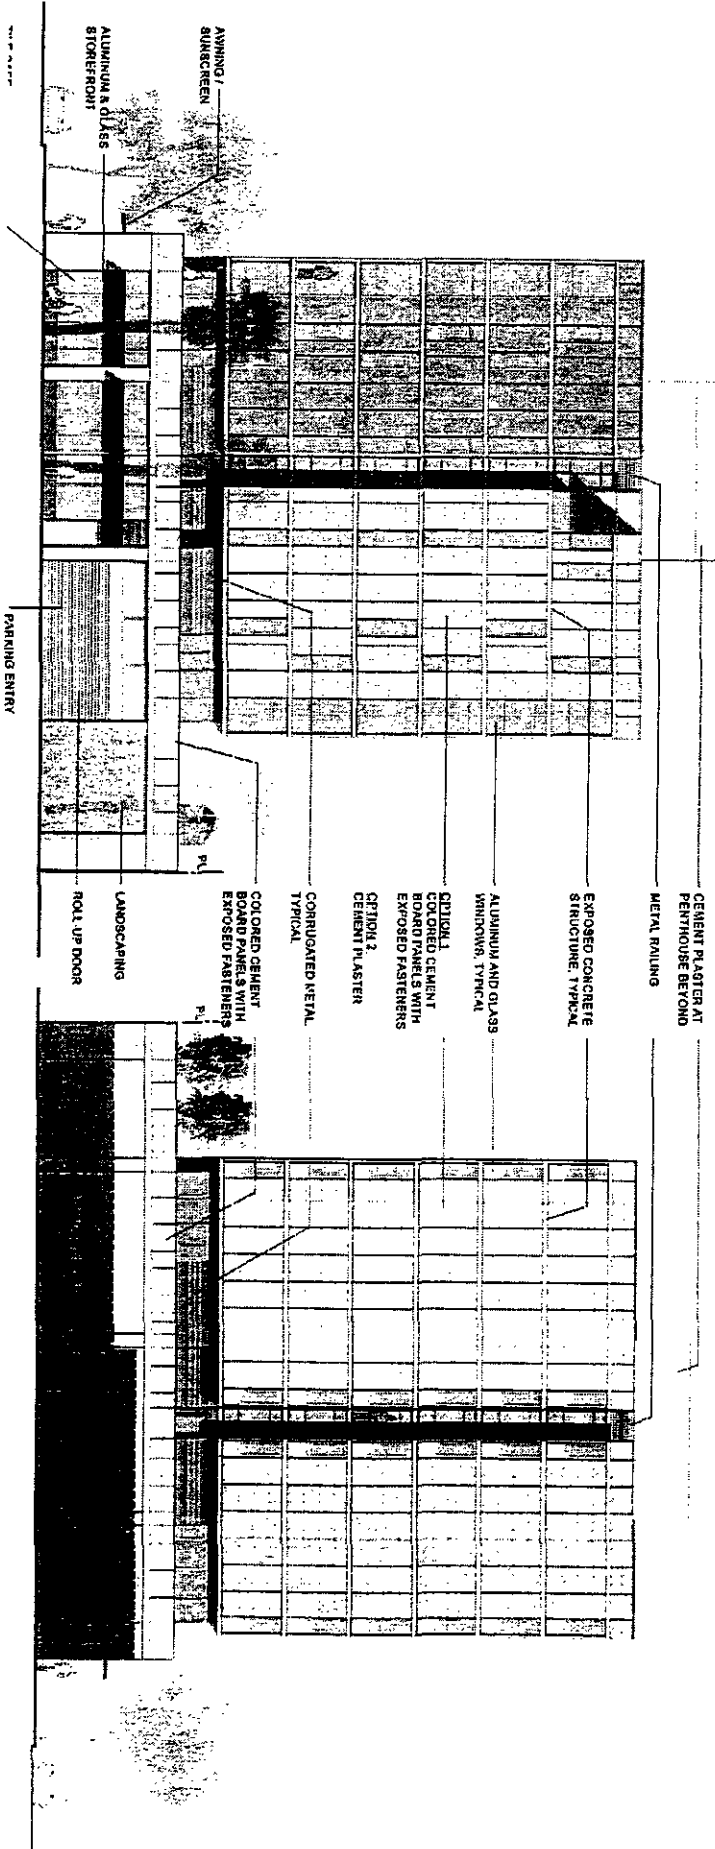 CEMENT PLASTER AT
PENTHOUSE BEYOND
METAL RAILING
EXPOSED CONCRETE
STRUCTURE, TYPICAL
ALUMINUM AND GLASS
WINDOWS, TYPICAL
OPTION 1
COLORED CEMENT
BOARD PANELS WITH
EXPOSED FASTENERS
OPTION 2
CEMENT PLASTER
CORRUGATED METAL
TYPICAL
COLORED CEMENT
BOARD PANELS WITH
EXPOSED FASTENERS
PL
PL
LANDSCAPING
ROLL-UP DOOR
AWNING /
SUNSCREEN
ALUMINUM & GLASS
STOREFRONT
PARKING ENTRY